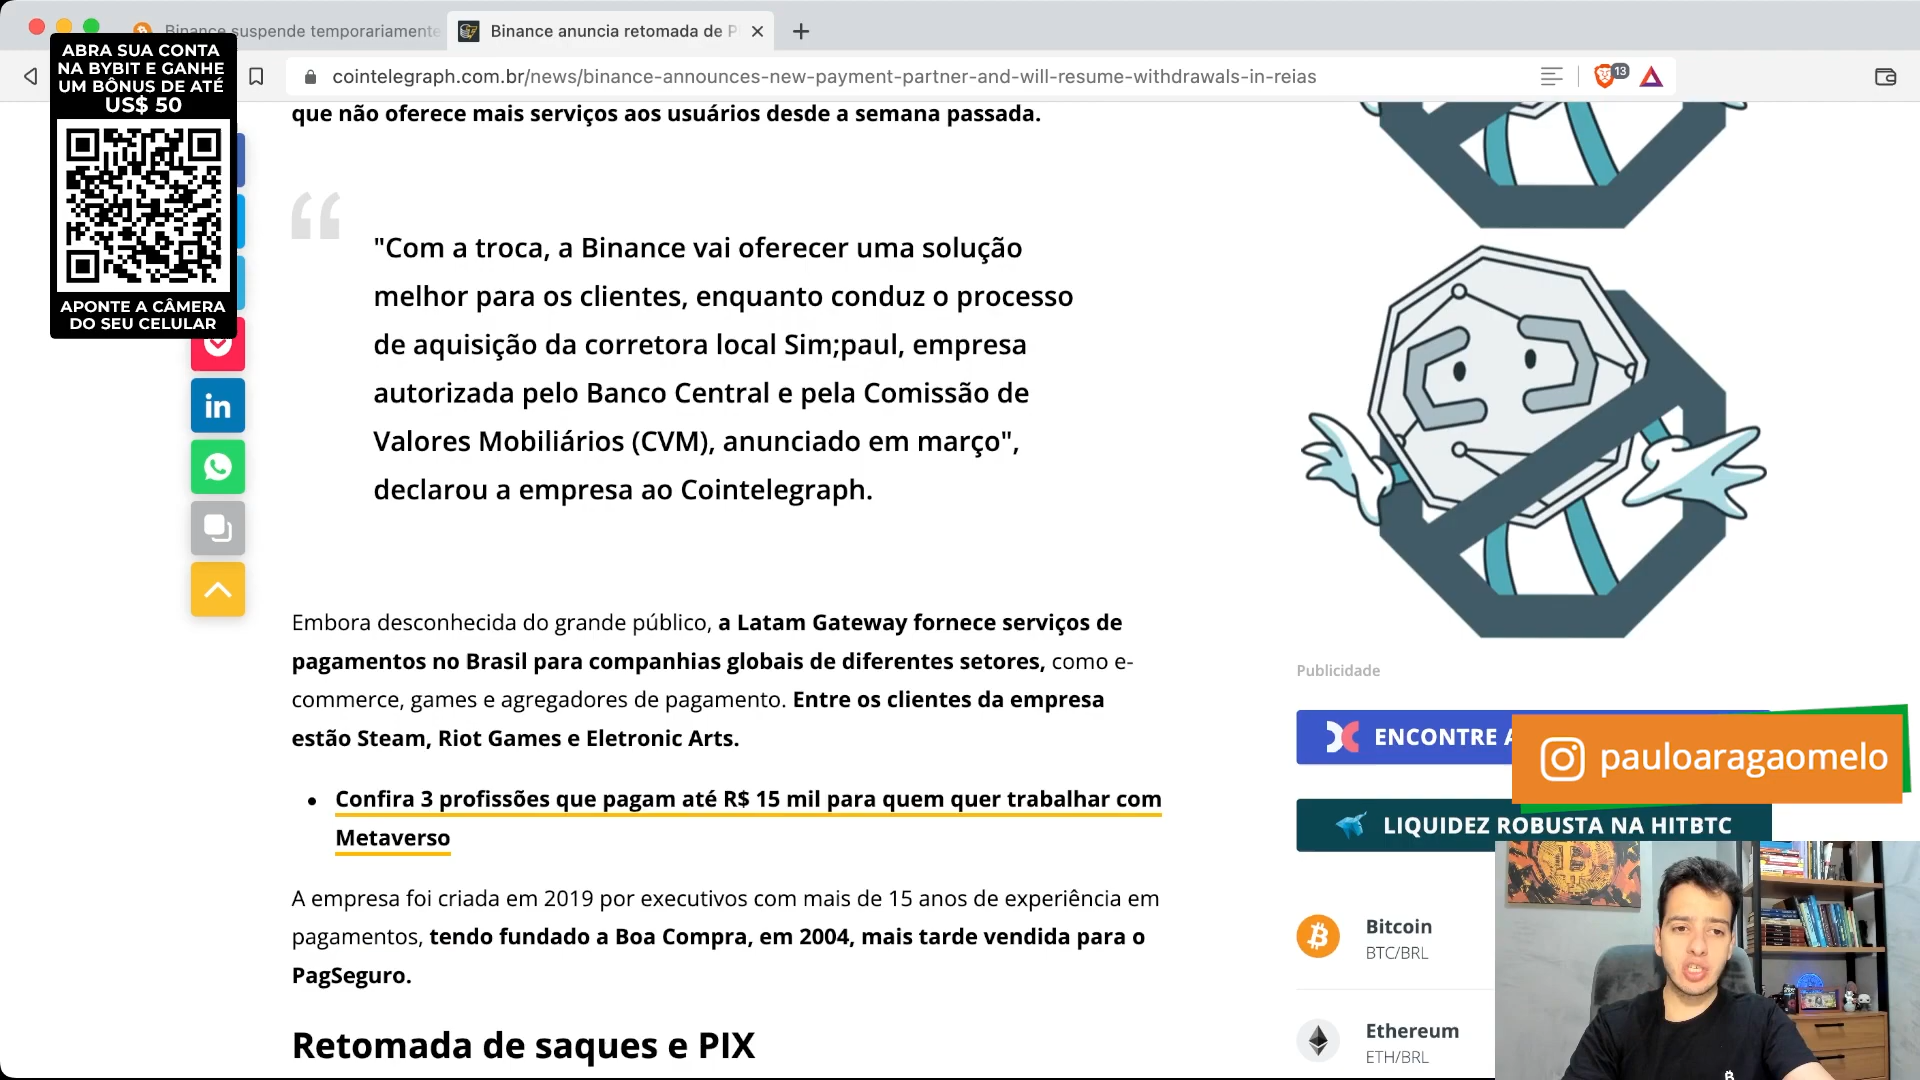 Binance suspende temporariamente
Binance anuncia retomada de P
cointelegraph.com.br/news/binance-announces-new-payment-partner-and-will-resume-withdrawals-in-reias
13
ABRA SUA CONTA
NA BYBIT E GANHE
UM BÔNUS DE ATÉ
US$ 50
APONTE A CÂMERA
DO SEU CELULAR
in
que não oferece mais serviços aos usuários desde a semana passada.
"Com a troca, a Binance vai oferecer uma solução
melhor para os clientes, enquanto conduz o processo
de aquisição da corretora local Sim;paul, empresa
autorizada pelo Banco Central e pela Comissão de
Valores Mobiliários (CVM), anunciado em março",
declarou a empresa ao Cointelegraph.
Embora desconhecida do grande público, a Latam Gateway fornece serviços de
pagamentos no Brasil para companhias globais de diferentes setores, como e-
commerce, games e agregadores de pagamento. Entre os clientes da empresa
estão Steam, Riot Games e Eletronic Arts.
• Confira 3 profissões que pagam até R$ 15 mil para quem quer trabalhar com
Metaverso
A empresa foi criada em 2019 por executivos com mais de 15 anos de experiência em
pagamentos, tendo fundado a Boa Compra, em 2004, mais tarde vendida para o
PagSeguro.
Retomada de saques e PIX
Publicidade
ENCONTRE A
pauloaragaomelo
LIQUIDEZ ROBUSTA NA HITBTC
Bitcoin
BTC/BRL
Ethereum
ETH/BRL